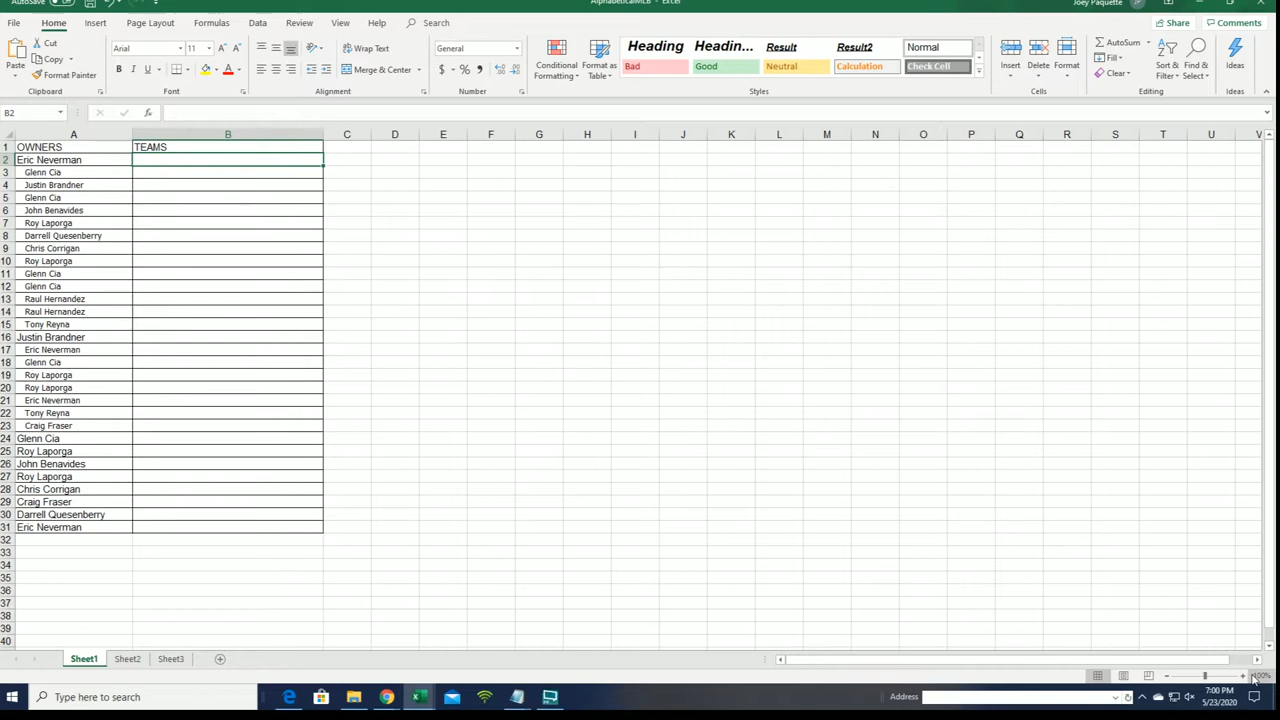 AutoSave
AlphabeticalMLB - Excel
Joey Paquette JP
File Home Insert Page Layout Formulas Data Review View Help Search Share Comments
Paste Cut Copy Format Painter
Arial 11 B I U A
Wrap Text Merge & Center
General $ % ,
Conditional Formatting Format as Table
Heading Headin... Result Result2 Normal
Bad Good Neutral Calculation Check Cell
Insert Delete Format
AutoSum Fill Clear Sort & Filter Find & Select Ideas
Clipboard Font Alignment Number Styles Cells Editing Ideas
B2 fx
A B C D E F G H I J K L M N O P Q R S T U V
1 OWNERS TEAMS
2 Eric Neverman
3 Glenn Cia
4 Justin Brandner
5 Glenn Cia
6 John Benavides
7 Roy Laporga
8 Darrell Quesenberry
9 Chris Corrigan
10 Roy Laporga
11 Glenn Cia
12 Glenn Cia
13 Raul Hernandez
14 Raul Hernandez
15 Tony Reyna
16 Justin Brandner
17 Eric Neverman
18 Glenn Cia
19 Roy Laporga
20 Roy Laporga
21 Eric Neverman
22 Tony Reyna
23 Craig Fraser
24 Glenn Cia
25 Roy Laporga
26 John Benavides
27 Roy Laporga
28 Chris Corrigan
29 Craig Fraser
30 Darrell Quesenberry
31 Eric Neverman
32
33
34
35
36
37
38
39
40
Sheet1 Sheet2 Sheet3
100%
Type here to search
Address
7:00 PM
5/23/2020